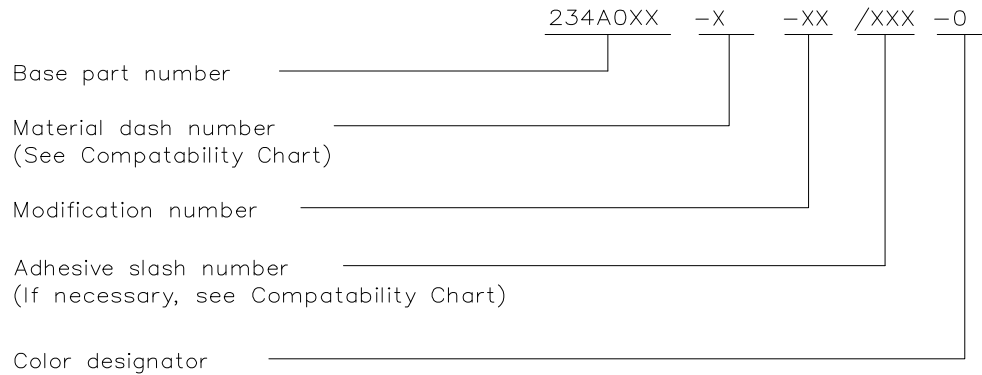 234A0XX -X -XX /XXX -0
Base part number
Material dash number
(See Compatability Chart)
Modification number
Adhesive slash number
(If necessary, see Compatability Chart)
Color designator